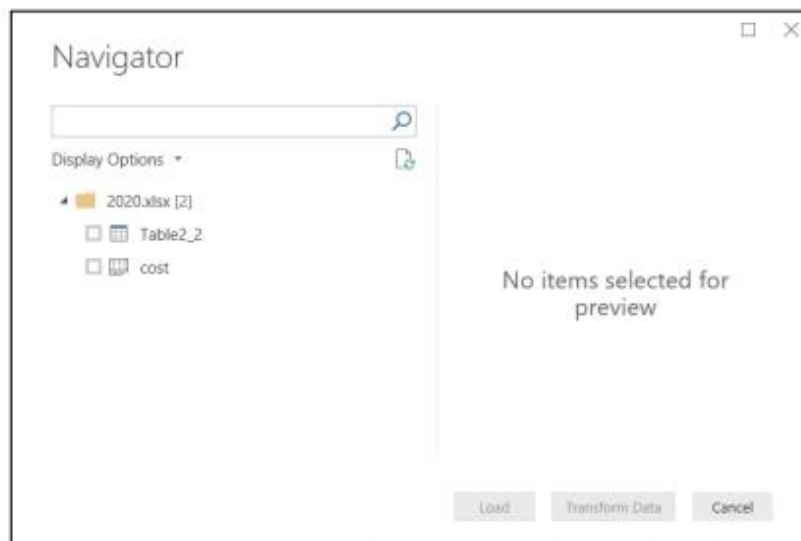 Navigator
Display Options
2020.xlsx [2]
Table2_2
cost
No items selected for
preview
Load
Transform Data
Cancel